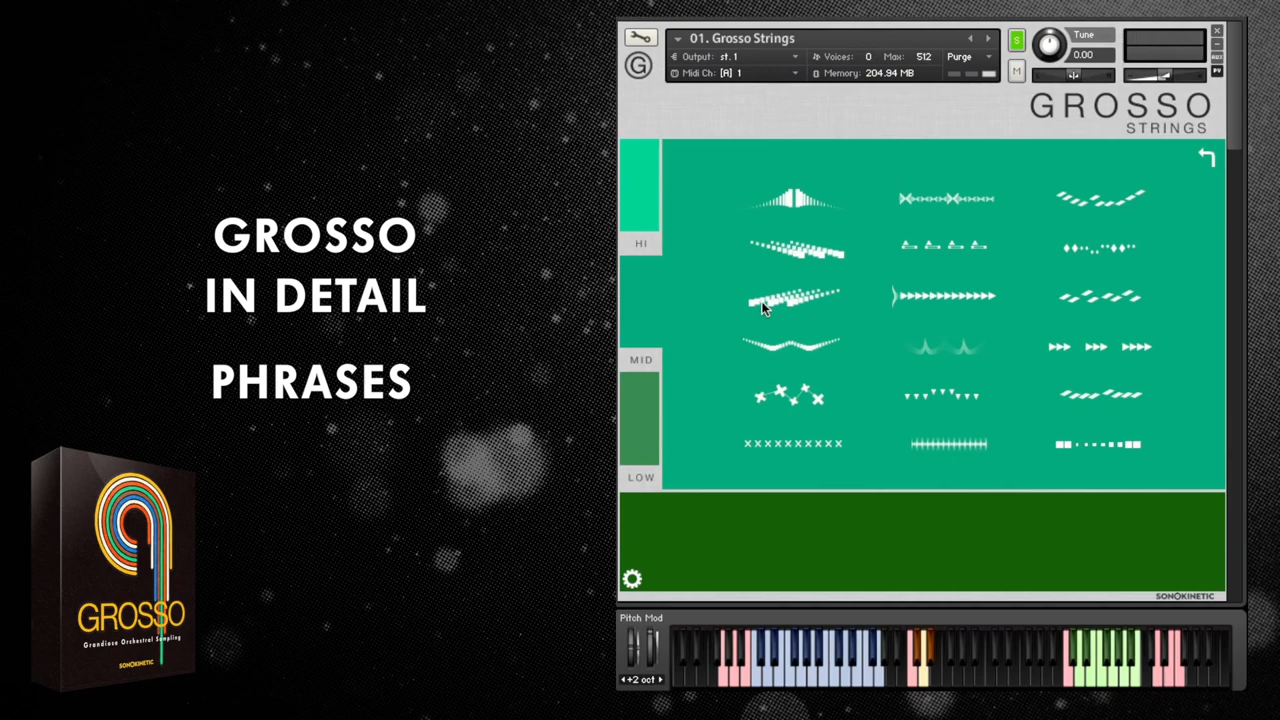 GROSSO
IN DETAIL
PHRASES
GROSSO
Grandiose Orchestral Sampling
SONOKINETIC
01. Grosso Strings
Output: st.1
Voices: 0 Max: 512
Purge
Midi Ch: [A] 1
Memory: 204.94 MB
S
M
Tune
0.00
AUX
PV
G
GROSSO
STRINGS
HI
MID
LOW
SONOKINETIC
Pitch Mod
+2 oct